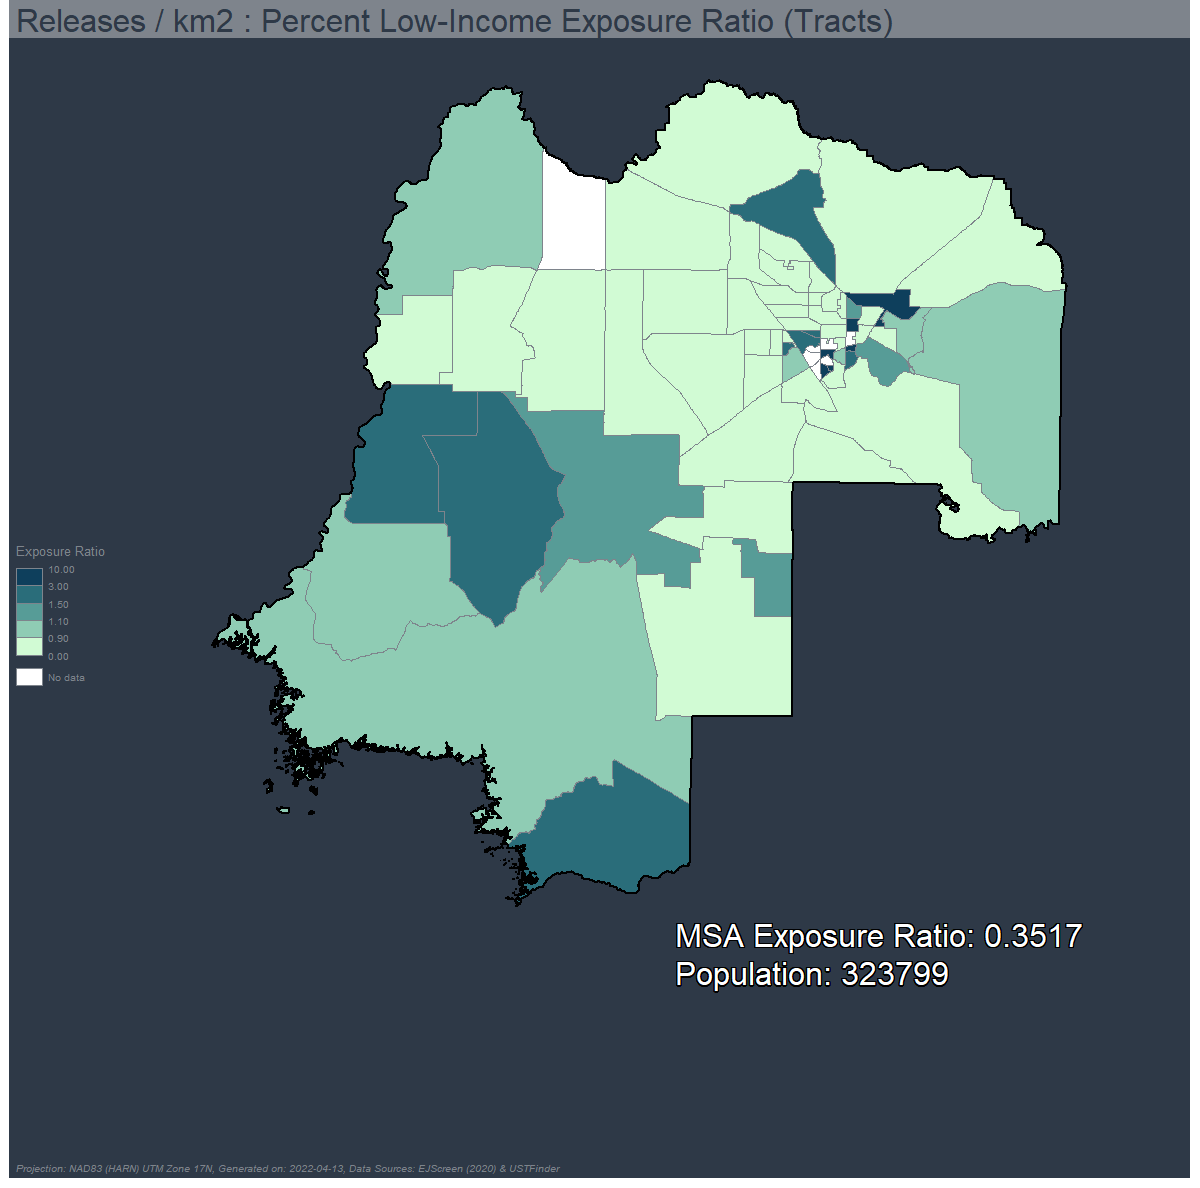 Releases / km2 : Percent Low-Income Exposure Ratio (Tracts)
Exposure Ratio
10.00
3.00
1.50
1.10
0.90
0.00
No data
MSA Exposure Ratio: 0.3517
Population: 323799
Projection: NAD83 (HARN) UTM Zone 17N, Generated on: 2022-04-13, Data Sources: EJScreen (2020) & USTFinder